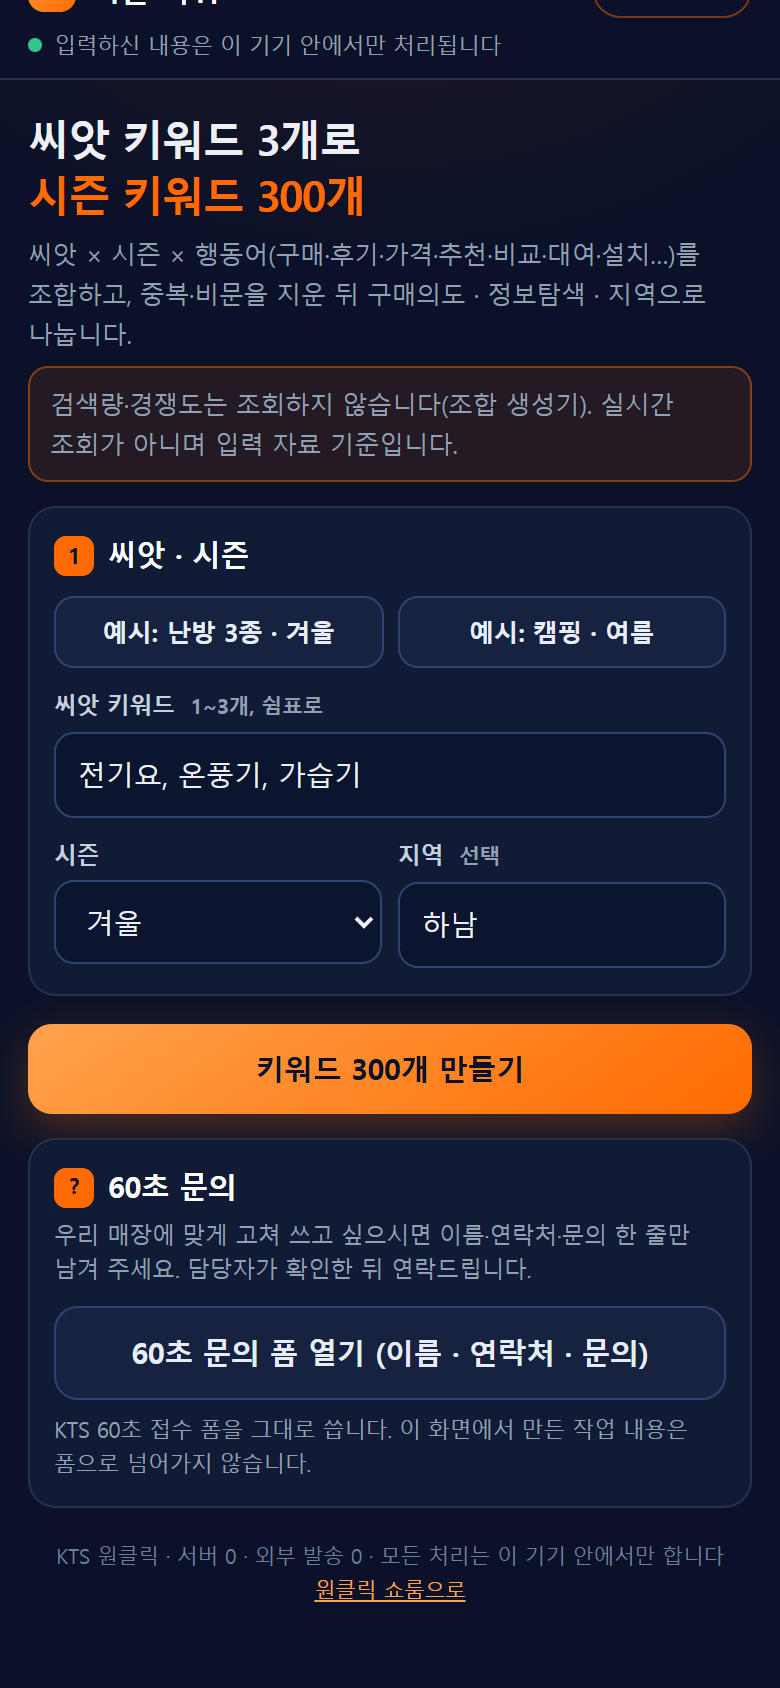 입력하신 내용은 이 기기 안에서만 처리됩니다
씨앗 키워드 3개로
시즌 키워드 300개
씨앗 × 시즌 × 행동어(구매·후기·가격·추천·비교·대여·설치…)를
조합하고, 중복·비문을 지운 뒤 구매의도 · 정보탐색 · 지역으로
나눕니다.
검색량·경쟁도는 조회하지 않습니다(조합 생성기). 실시간
조회가 아니며 입력 자료 기준입니다.
1 씨앗 · 시즌
예시: 난방 3종 · 겨울
예시: 캠핑 · 여름
씨앗 키워드 1~3개, 쉼표로
전기요, 온풍기, 가습기
시즌
지역 선택
겨울
하남
키워드 300개 만들기
? 60초 문의
우리 매장에 맞게 고쳐 쓰고 싶으시면 이름·연락처·문의 한 줄만
남겨 주세요. 담당자가 확인한 뒤 연락드립니다.
60초 문의 폼 열기 (이름 · 연락처 · 문의)
KTS 60초 접수 폼을 그대로 씁니다. 이 화면에서 만든 작업 내용은
폼으로 넘어가지 않습니다.
KTS 원클릭 · 서버 0 · 외부 발송 0 · 모든 처리는 이 기기 안에서만 합니다
원클릭 쇼룸으로